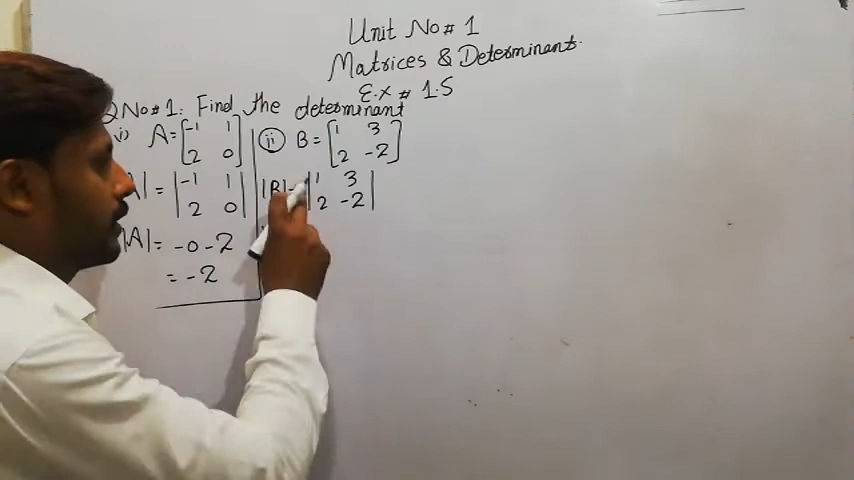 Unit No # 1
Matrices & Determinant.
E.X # 1.5
Q No # 1. Find the determinant
i) A = [-1 1
2 0]
|A| = |-1 1
2 0|
|A| = -0 -2
= -2
ii) B = [1 3
2 -2]
|B| = |1 3
2 -2|